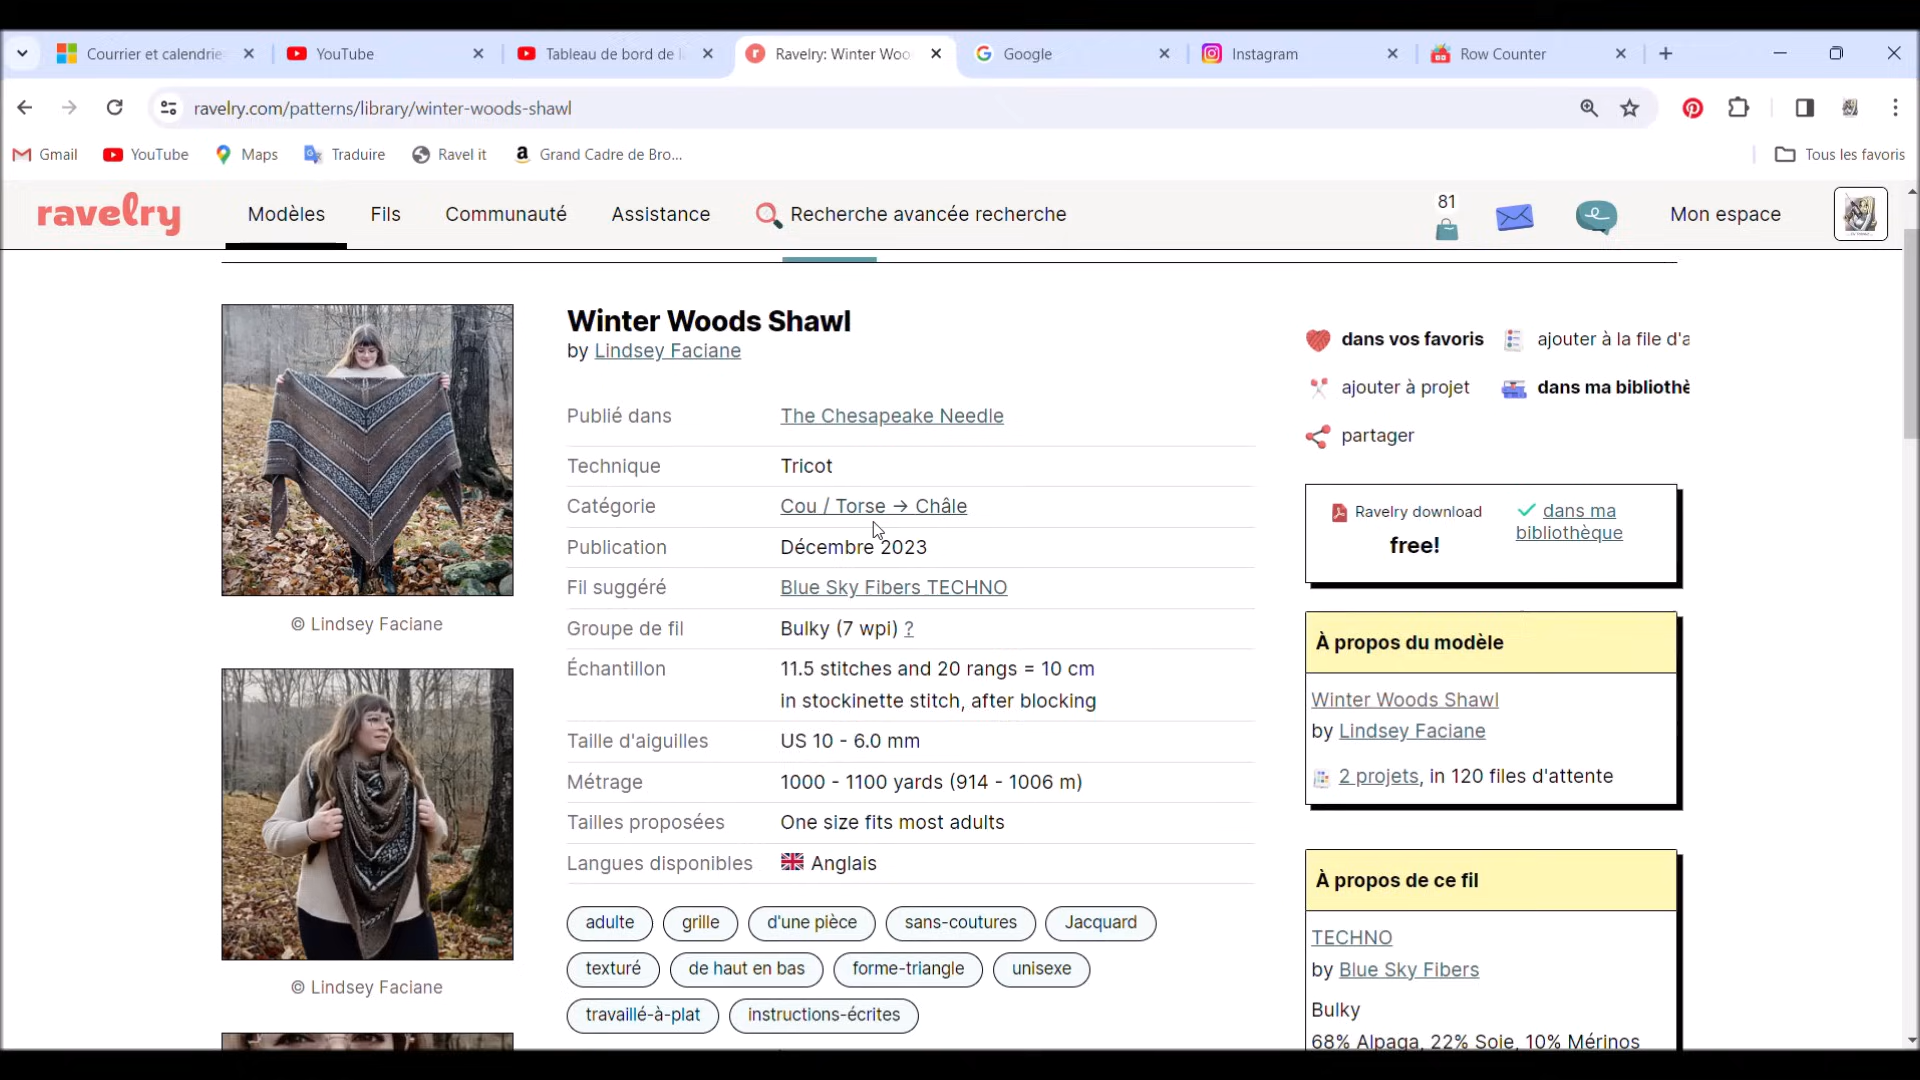 Courrier et calendrie
YouTube
Tableau de bord de l
Ravelry: Winter Woo
Google
Instagram
Row Counter
ravelry.com/patterns/library/winter-woods-shawl
Gmail
YouTube
Maps
Traduire
Ravel it
Grand Cadre de Bro...
Tous les favoris
ravelry
Modèles
Fils
Communauté
Assistance
Recherche avancée recherche
81
Mon espace
Winter Woods Shawl
by Lindsey Faciane
Publié dans The Chesapeake Needle
Technique Tricot
Catégorie Cou / Torse → Châle
Publication Décembre 2023
Fil suggéré Blue Sky Fibers TECHNO
Groupe de fil Bulky (7 wpi) ?
Échantillon 11.5 stitches and 20 rangs = 10 cm
in stockinette stitch, after blocking
Taille d'aiguilles US 10 - 6.0 mm
Métrage 1000 - 1100 yards (914 - 1006 m)
Tailles proposées One size fits most adults
Langues disponibles Anglais
adulte grille d'une pièce sans-coutures Jacquard
texturé de haut en bas forme-triangle unisexe
travaillé-à-plat instructions-écrites
© Lindsey Faciane
© Lindsey Faciane
dans vos favoris ajouter à la file d'a
ajouter à projet dans ma bibliothè
partager
Ravelry download
free!
dans ma
bibliothèque
À propos du modèle
Winter Woods Shawl
by Lindsey Faciane
2 projets, in 120 files d'attente
À propos de ce fil
TECHNO
by Blue Sky Fibers
Bulky
68% Alpaga, 22% Soie, 10% Mérinos